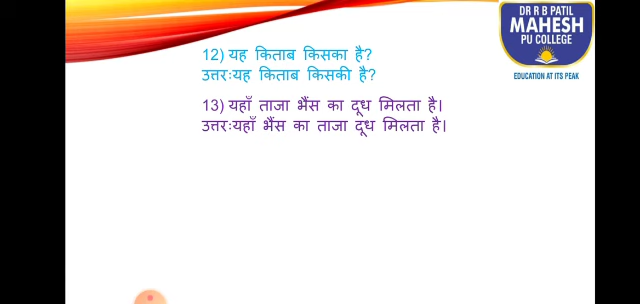 DR R B PATIL
MAHESH
PU COLLEGE
EDUCATION AT ITS PEAK
12) यह किताब किसका है?
उत्तरःयह किताब किसकी है?
13) यहाँ ताजा भैंस का दूध मिलता है।
उत्तरःयहाँ भैंस का ताजा दूध मिलता है।